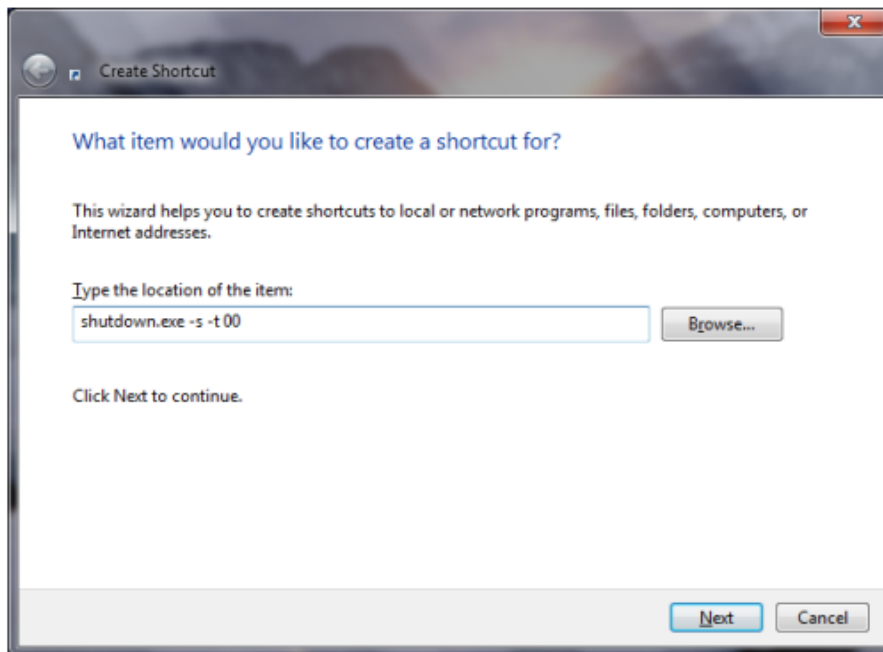 Create Shortcut
What item would you like to create a shortcut for?
This wizard helps you to create shortcuts to local or network programs, files, folders, computers, or
Internet addresses.
Type the location of the item:
shutdown.exe -s -t 00
Browse...
Click Next to continue.
Next
Cancel